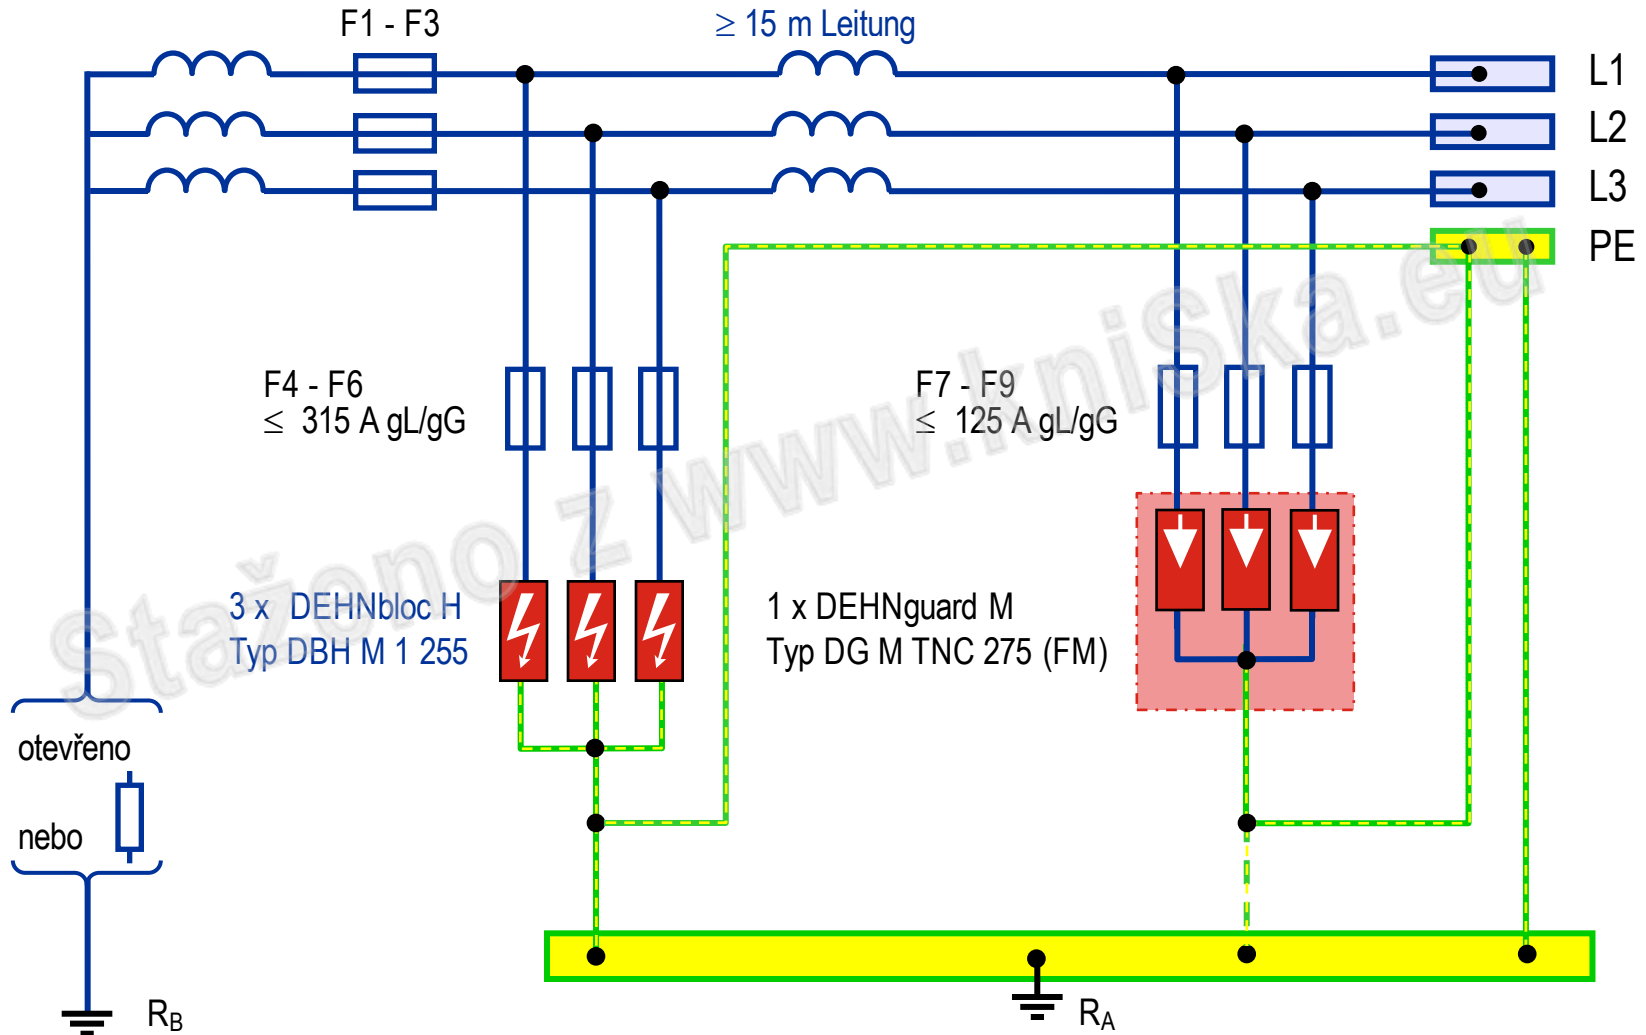 F1 - F3
≥ 15 m Leitung
L1
L2
L3
PE
F4 - F6
≤ 315 A gL/gG
F7 - F9
≤ 125 A gL/gG
3 x DEHNbloc H
Typ DBH M 1 255
1 x DEHNguard M
Typ DG M TNC 275 (FM)
otevřeno
nebo
RB
RA
Staženo z www.kniSka.eu